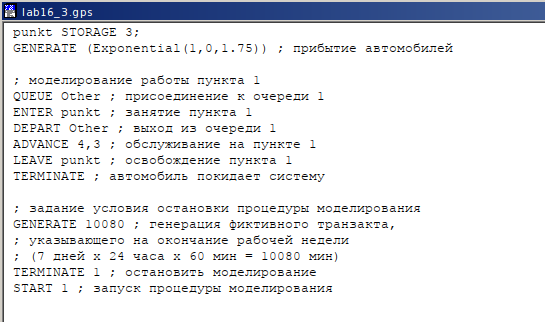 lab16_3.gps
punkt STORAGE 3;
GENERATE (Exponential(1,0,1.75)) ; прибытие автомобилей
; моделирование работы пункта 1
QUEUE Other ; присоединение к очереди 1
ENTER punkt ; занятие пункта 1
DEPART Other ; выход из очереди 1
ADVANCE 4,3 ; обслуживание на пункте 1
LEAVE punkt ; освобождение пункта 1
TERMINATE ; автомобиль покидает систему
; задание условия остановки процедуры моделирования
GENERATE 10080 ; генерация фиктивного транзакта,
; указывающего на окончание рабочей недели
; (7 дней х 24 часа х 60 мин = 10080 мин)
TERMINATE 1 ; остановить моделирование
START 1 ; запуск процедуры моделирования